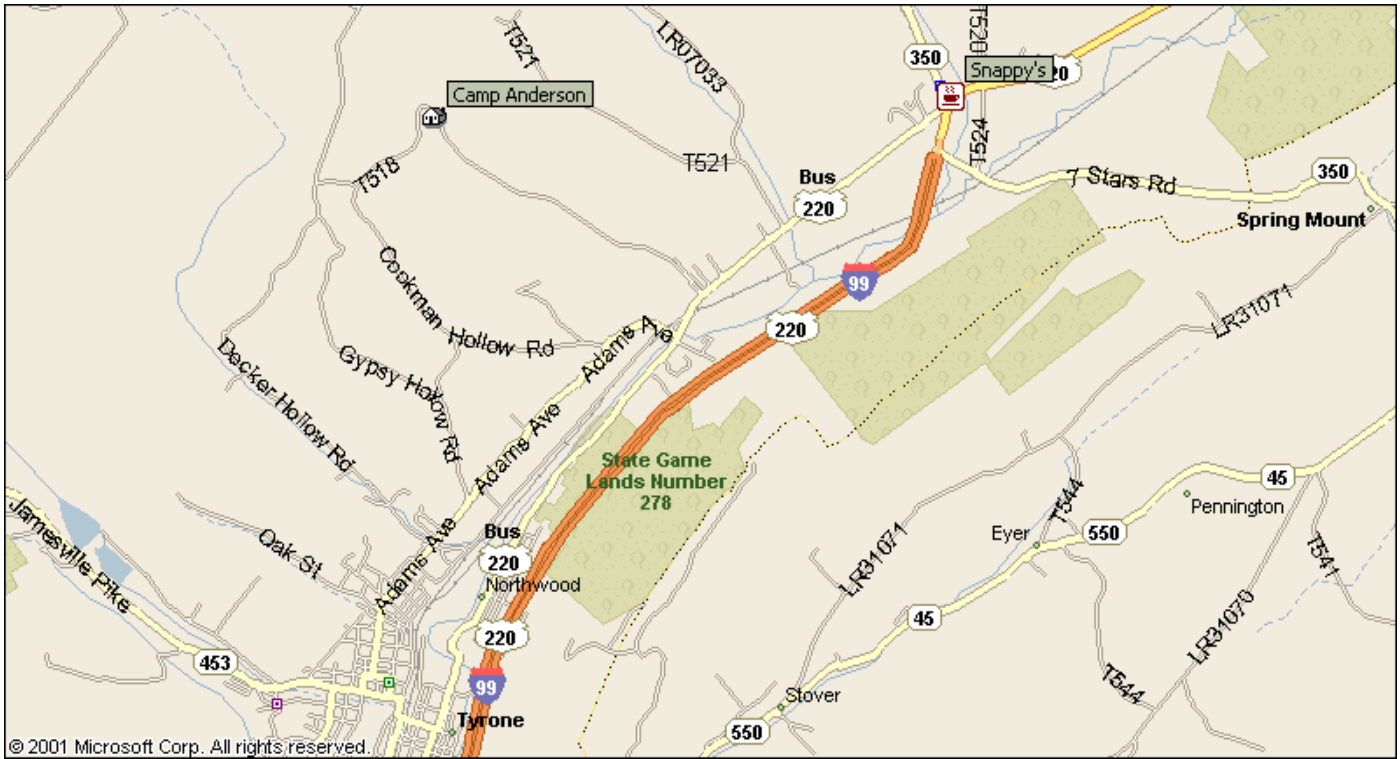 T521
LR07033
350
T520
Snappy's
20
Camp Anderson
T524
T518
T521
Bus
220
7 Stars Rd
350
Spring Mount
99
Cookman Hollow Rd
220
LR31071
Adams Ave
Gypsy Hollow Rd
Decker Hollow Rd
Adams Ave
State Game
Lands Number
278
45
Pennington
Jamesville Pike
Oak St
Adams Ave
Bus
220
Northwood
T544
Eyer
550
T541
LR31071
45
LR31070
220
453
99
T544
Stover
Tyrone
550
© 2001 Microsoft Corp. All rights reserved.